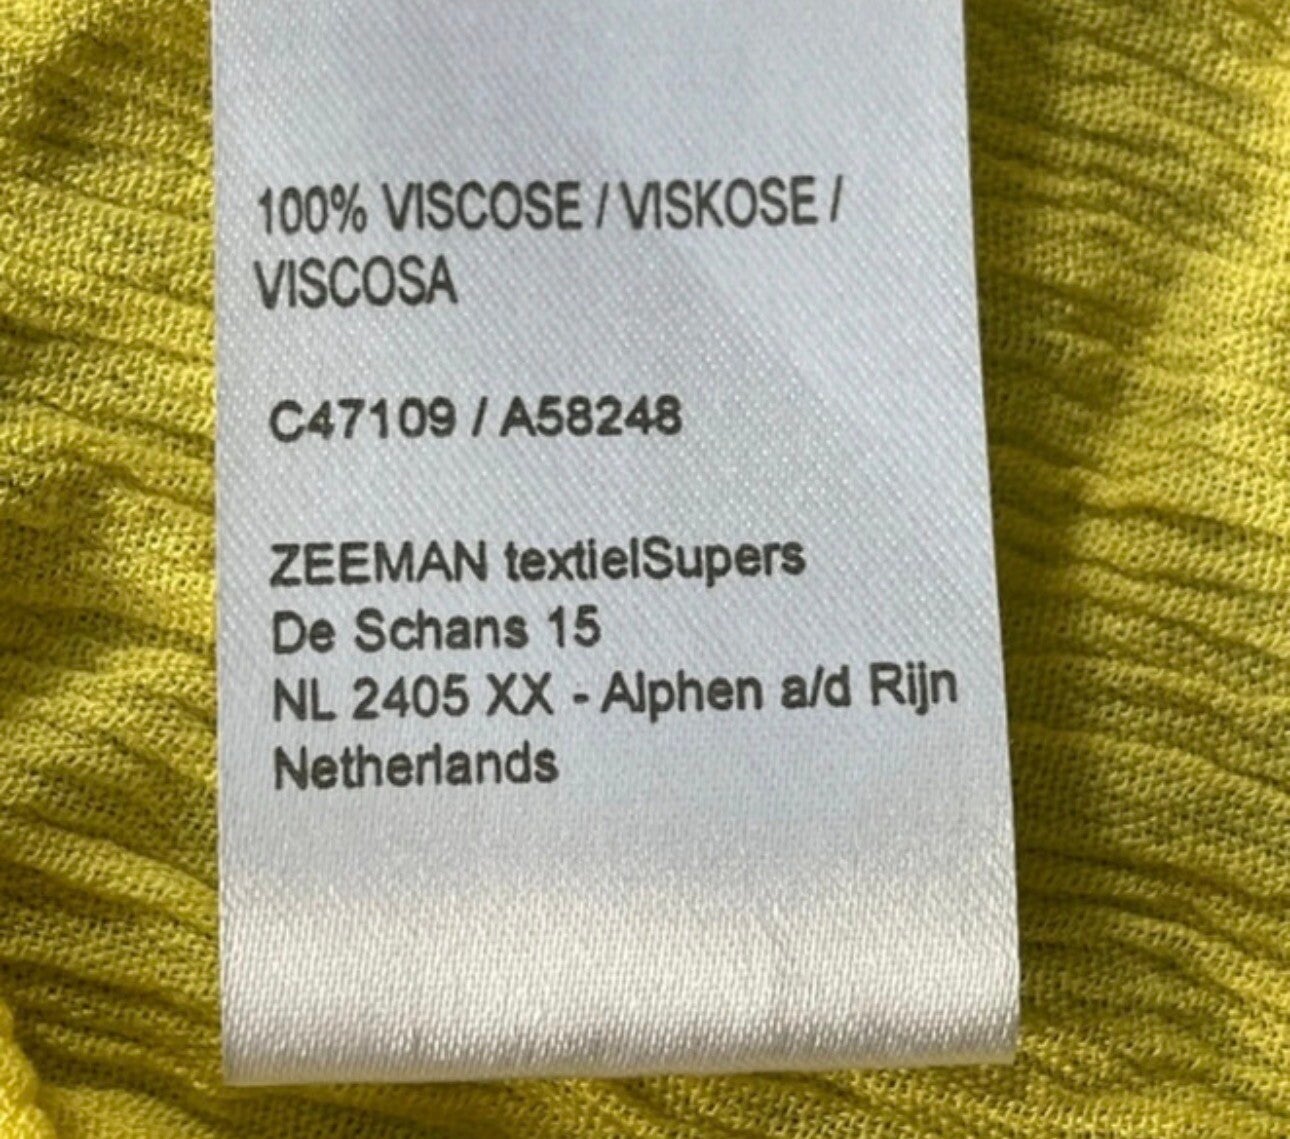 100% VISCOSE / VISKOSE /
VISCOSA
C47109 / A58248
ZEEMAN textielSupers
De Schans 15
NL 2405 XX - Alphen a/d Rijn
Netherlands